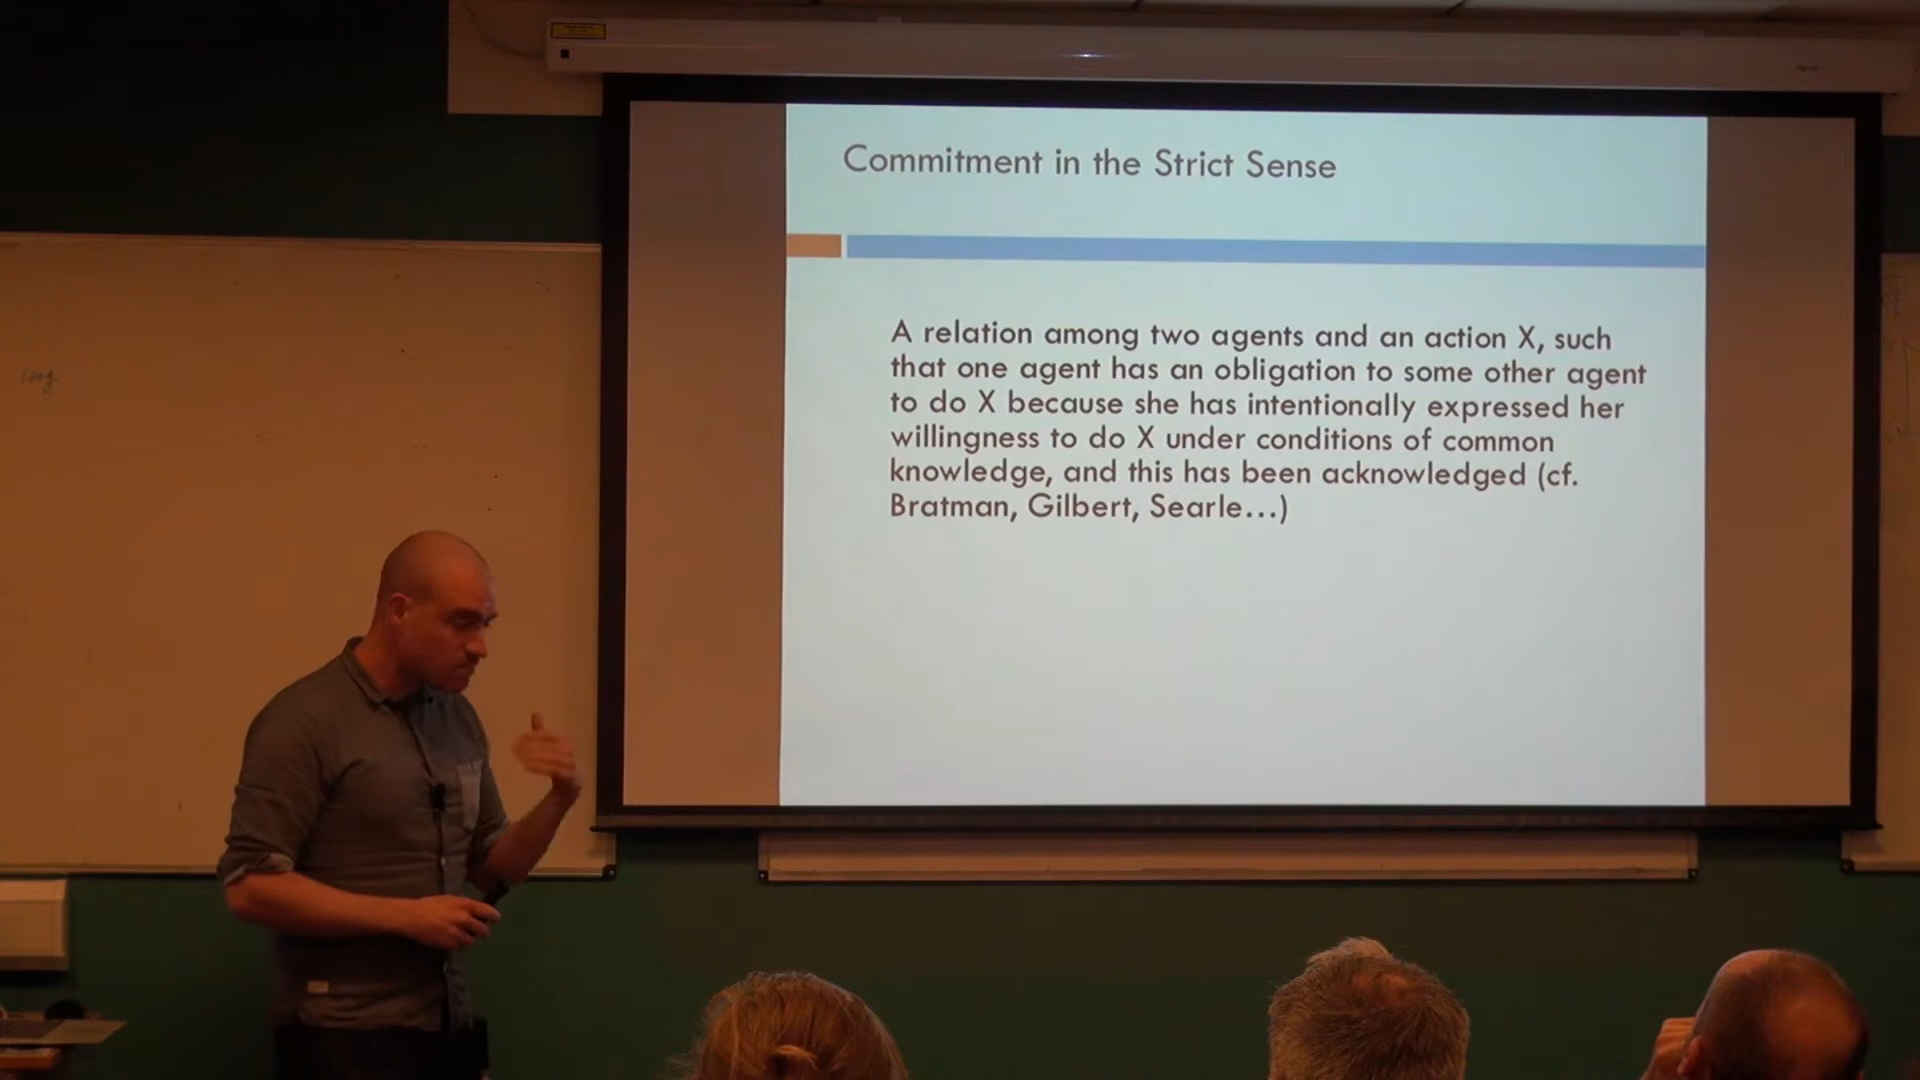 Commitment in the Strict Sense
A relation among two agents and an action X, such
that one agent has an obligation to some other agent
to do X because she has intentionally expressed her
willingness to do X under conditions of common
knowledge, and this has been acknowledged (cf.
Bratman, Gilbert, Searle...)